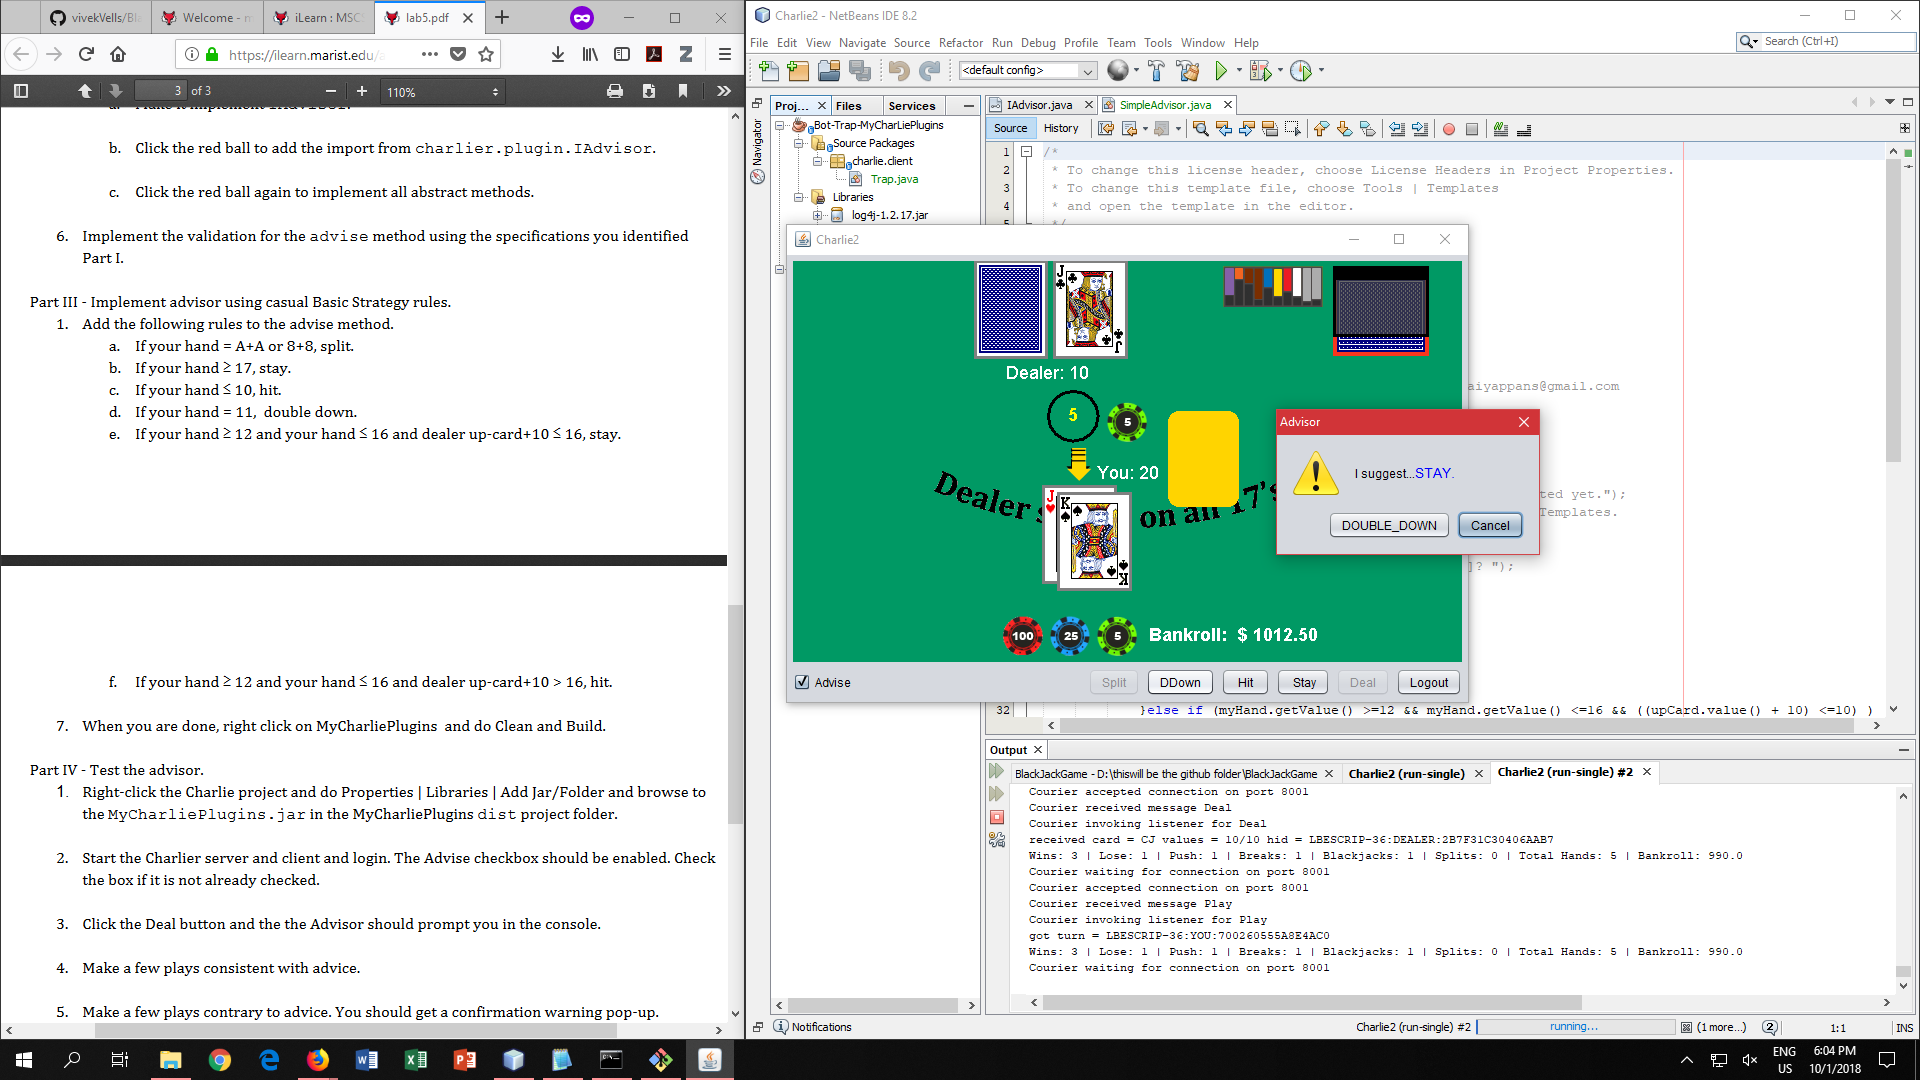 vivekVells/Bl
Welcome - m
iLearn : MSC
lab5.pdf
https://ilearn.marist.edu/a
3 of 3
110%
b. Click the red ball to add the import from charlier.plugin.IAdvisor.
c. Click the red ball again to implement all abstract methods.
6. Implement the validation for the advise method using the specifications you identified
Part I.
Part III - Implement advisor using casual Basic Strategy rules.
1. Add the following rules to the advise method.
a. If your hand = A+A or 8+8, split.
b. If your hand ≥ 17, stay.
c. If your hand ≤ 10, hit.
d. If your hand = 11, double down.
e. If your hand ≥ 12 and your hand ≤ 16 and dealer up-card+10 ≤ 16, stay.
f. If your hand ≥ 12 and your hand ≤ 16 and dealer up-card+10 > 16, hit.
7. When you are done, right click on MyCharliePlugins and do Clean and Build.
Part IV - Test the advisor.
1. Right-click the Charlie project and do Properties | Libraries | Add Jar/Folder and browse to
the MyCharliePlugins.jar in the MyCharliePlugins dist project folder.
2. Start the Charlier server and client and login. The Advise checkbox should be enabled. Check
the box if it is not already checked.
3. Click the Deal button and the the Advisor should prompt you in the console.
4. Make a few plays consistent with advice.
5. Make a few plays contrary to advice. You should get a confirmation warning pop-up.
Charlie2 - NetBeans IDE 8.2
File Edit View Navigate Source Refactor Run Debug Profile Team Tools Window Help
Search (Ctrl+I)
<default config>
Proj... Files Services
Navigator
Bot-Trap-MyCharLiePlugins
Source Packages
charlie.client
Trap.java
Libraries
log4j-1.2.17.jar
IAdvisor.java SimpleAdvisor.java
Source History
1 /*
2 * To change this license header, choose License Headers in Project Properties.
3 * To change this template file, choose Tools | Templates
4 * and open the template in the editor.
5 */
aiyappans@gmail.com
ted yet.");
Templates.
]? ");
32 }else if (myHand.getValue() >=12 && myHand.getValue() <=16 && ((upCard.value() + 10) <=10) )
Charlie2
J
J
Dealer: 10
5
5
You: 20
Dealer s on all 17's
J
K
K
100 25 5 Bankroll: $ 1012.50
Advise Split DDown Hit Stay Deal Logout
Advisor
I suggest...STAY.
DOUBLE_DOWN Cancel
Output
BlackJackGame - D:\thiswill be the github folder\BlackJackGame Charlie2 (run-single) Charlie2 (run-single) #2
Courier accepted connection on port 8001
Courier received message Deal
Courier invoking listener for Deal
received card = CJ values = 10/10 hid = LBESCRIP-36:DEALER:2B7F31C30406AAB7
Wins: 3 | Lose: 1 | Push: 1 | Breaks: 1 | Blackjacks: 1 | Splits: 0 | Total Hands: 5 | Bankroll: 990.0
Courier waiting for connection on port 8001
Courier accepted connection on port 8001
Courier received message Play
Courier invoking listener for Play
got turn = LBESCRIP-36:YOU:700260555A8E4AC0
Wins: 3 | Lose: 1 | Push: 1 | Breaks: 1 | Blackjacks: 1 | Splits: 0 | Total Hands: 5 | Bankroll: 990.0
Courier waiting for connection on port 8001
Notifications
Charlie2 (run-single) #2 running... (1 more...) 2 1:1 INS
ENG
US
6:04 PM
10/1/2018